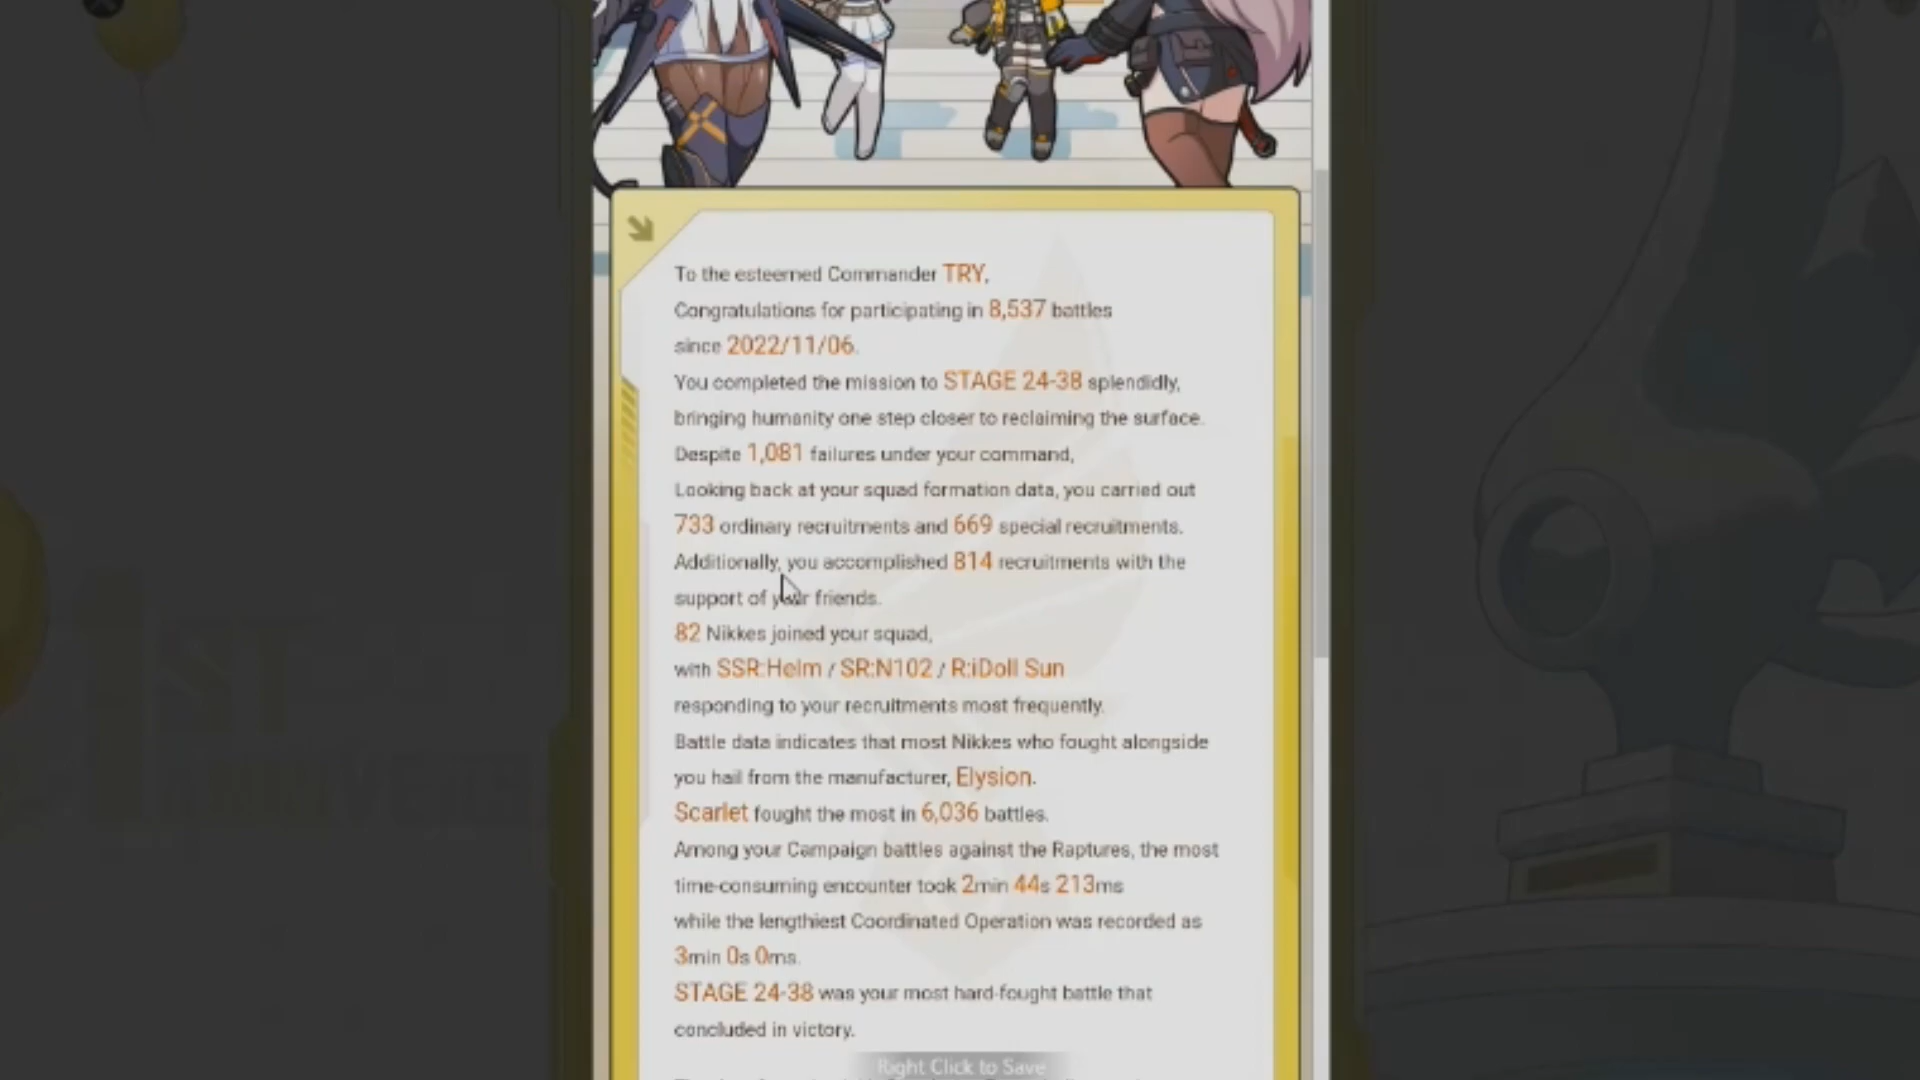 To the esteemed Commander TRY,
Congratulations for participating in 8,537 battles
since 2022/11/06.
You completed the mission to STAGE 24-38 splendidly,
bringing humanity one step closer to reclaiming the surface.
Despite 1,081 failures under your command,
Looking back at your squad formation data, you carried out
733 ordinary recruitments and 669 special recruitments.
Additionally, you accomplished 814 recruitments with the
support of your friends.
82 Nikkes joined your squad,
with SSR:Helm / SR:N102 / R:iDoll Sun
responding to your recruitments most frequently.
Battle data indicates that most Nikkes who fought alongside
you hail from the manufacturer, Elysion.
Scarlet fought the most in 6,036 battles.
Among your Campaign battles against the Raptures, the most
time-consuming encounter took 2min 44s 213ms
while the lengthiest Coordinated Operation was recorded as
3min 0s 0ms.
STAGE 24-38 was your most hard-fought battle that
concluded in victory.
Right Click to Save